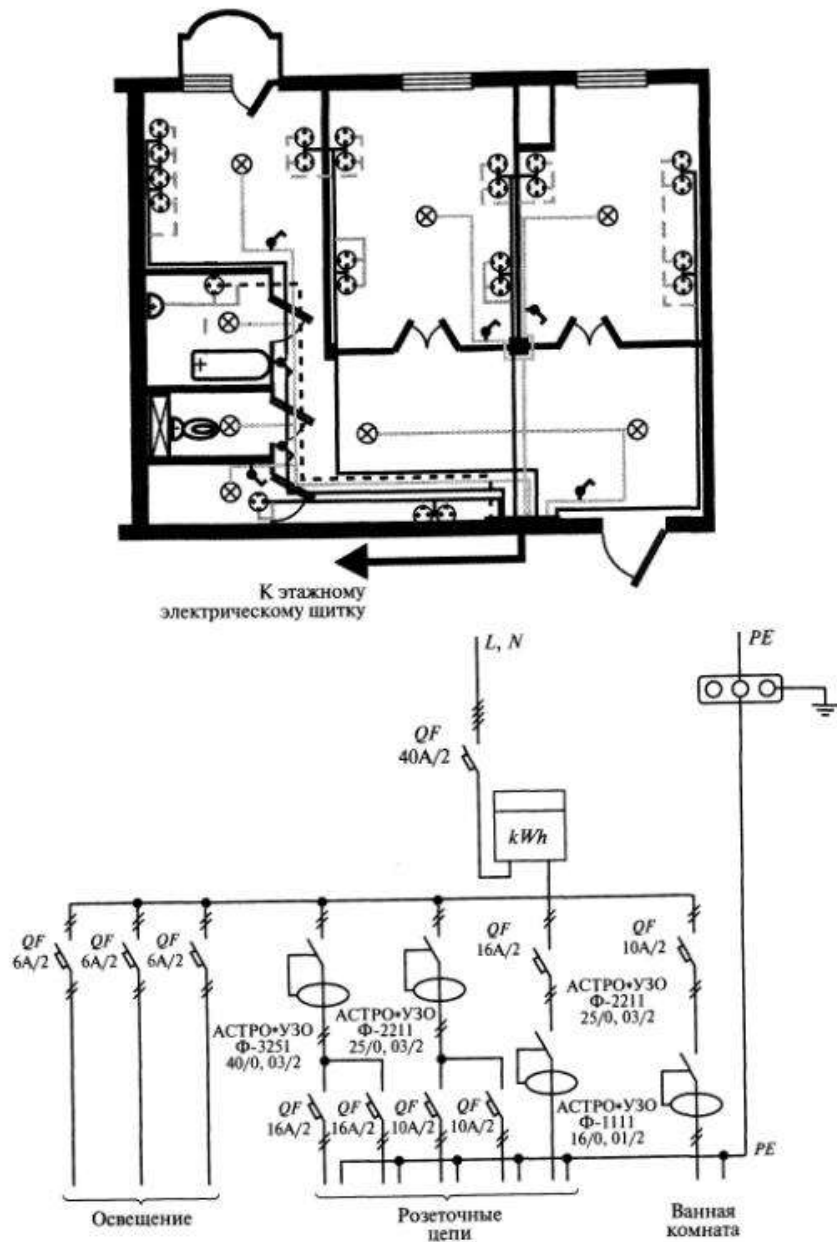 К этажному
электрическому щитку
L, N
PE
QF
40А/2
kWh
QF
6А/2
QF
6А/2
QF
6А/2
QF
16А/2
QF
10А/2
АСТРО•УЗО
Ф-3251
40/0, 03/2
АСТРО•УЗО
Ф-2211
25/0, 03/2
АСТРО•УЗО
Ф-2211
25/0, 03/2
QF
16А/2
QF
16А/2
QF
10А/2
QF
10А/2
АСТРО•УЗО
Ф-1111
16/0, 01/2
PE
Освещение
Розеточные
цепи
Ванная
комната